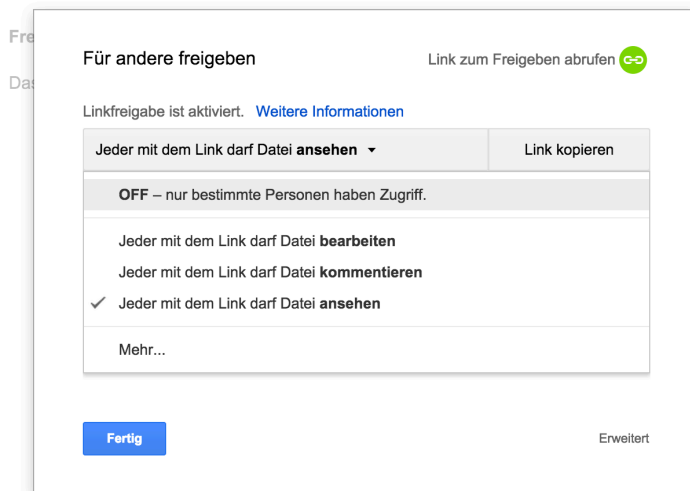 Fre
Das
Für andere freigeben
Link zum Freigeben abrufen
Linkfreigabe ist aktiviert. Weitere Informationen
Jeder mit dem Link darf Datei ansehen
Link kopieren
OFF – nur bestimmte Personen haben Zugriff.
Jeder mit dem Link darf Datei bearbeiten
Jeder mit dem Link darf Datei kommentieren
Jeder mit dem Link darf Datei ansehen
Mehr...
Fertig
Erweitert